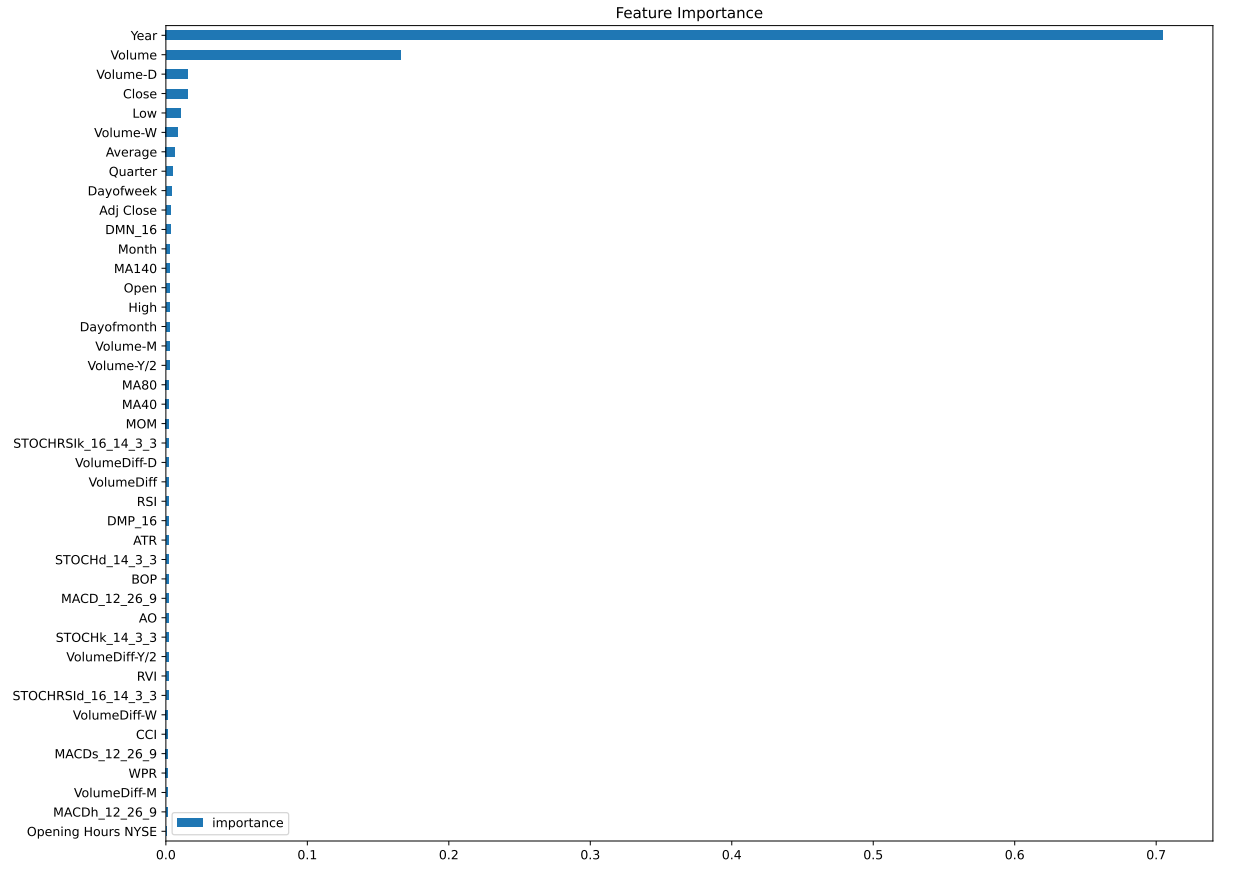 Feature Importance
Year
Volume
Volume-D
Close
Low
Volume-W
Average
Quarter
Dayofweek
Adj Close
DMN_16
Month
MA140
Open
High
Dayofmonth
Volume-M
Volume-Y/2
MA80
MA40
MOM
STOCHRSIk_16_14_3_3
VolumeDiff-D
VolumeDiff
RSI
DMP_16
ATR
STOCHd_14_3_3
BOP
MACD_12_26_9
AO
STOCHk_14_3_3
VolumeDiff-Y/2
RVI
STOCHRSId_16_14_3_3
VolumeDiff-W
CCI
MACDs_12_26_9
WPR
VolumeDiff-M
MACDh_12_26_9
Opening Hours NYSE
importance
0.0 0.1 0.2 0.3 0.4 0.5 0.6 0.7